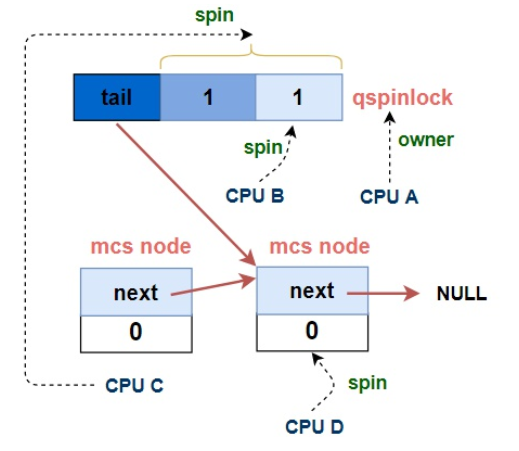 spin
tail 1 1 qspinlock
spin owner
CPU B CPU A
mcs node mcs node
next next NULL
0 0
CPU C spin
CPU D